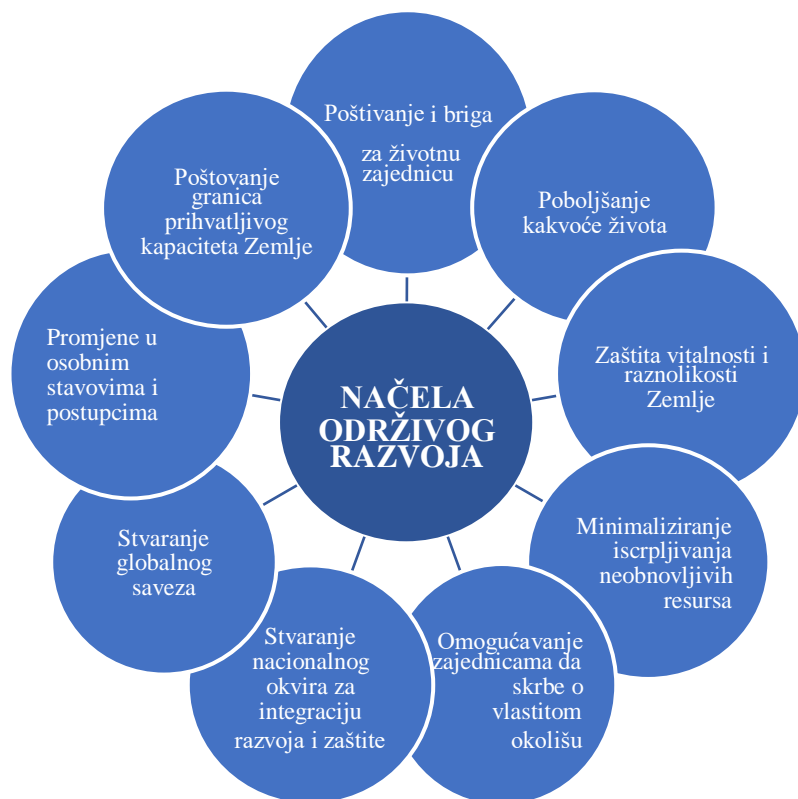 Poštivanje i briga
za životnu
zajednicu
Poboljšanje
kakvoće života
Zaštita vitalnosti i
raznolikosti
Zemlje
Minimaliziranje
iscrpljivanja
neobnovljivih
resursa
Omogućavanje
zajednicama da
skrbe o
vlastitom
okolišu
Stvaranje
nacionalnog
okvira za
integraciju
razvoja i zaštite
Stvaranje
globalnog
saveza
Promjene u
osobnim
stavovima i
postupcima
Poštovanje
granica
prihvatljivog
kapaciteta Zemlje
NAČELA
ODRŽIVOG
RAZVOJA